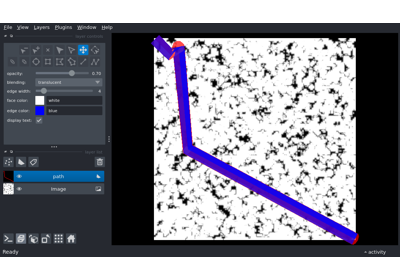 File View Layers Plugins Window Help
opacity: 0.70
blending: translucent
edge width:
face color: white
edge color: blue
display text:
path
Image
Ready
activity